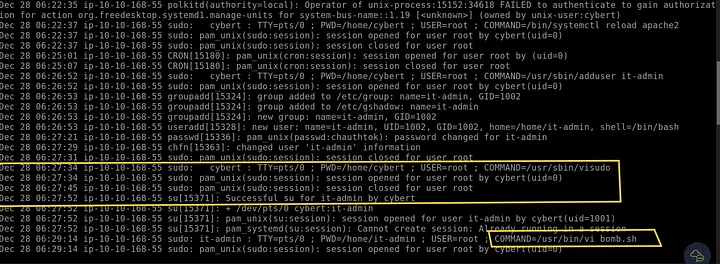 Dec 28 06:22:35 ip-10-10-168-55 polkitd(authority=local): Operator of unix-process:15152:34618 FAILED to authenticate to gain authorizat
ion for action org.freedesktop.systemd1.manage-units for system-bus-name::1.19 [<unknown>] (owned by unix-user:cybert)
Dec 28 06:22:37 ip-10-10-168-55 sudo:   cybert : TTY=pts/0 ; PWD=/home/cybert ; USER=root ; COMMAND=/bin/systemctl reload apache2
Dec 28 06:22:37 ip-10-10-168-55 sudo: pam_unix(sudo:session): session opened for user root by cybert(uid=0)
Dec 28 06:22:37 ip-10-10-168-55 sudo: pam_unix(sudo:session): session closed for user root
Dec 28 06:25:01 ip-10-10-168-55 CRON[15180]: pam_unix(cron:session): session opened for user root by (uid=0)
Dec 28 06:25:07 ip-10-10-168-55 CRON[15180]: pam_unix(cron:session): session closed for user root
Dec 28 06:26:52 ip-10-10-168-55 sudo:   cybert : TTY=pts/0 ; PWD=/home/cybert ; USER=root ; COMMAND=/usr/sbin/adduser it-admin
Dec 28 06:26:52 ip-10-10-168-55 sudo: pam_unix(sudo:session): session opened for user root by cybert(uid=0)
Dec 28 06:26:53 ip-10-10-168-55 groupadd[15324]: group added to /etc/group: name=it-admin, GID=1002
Dec 28 06:26:53 ip-10-10-168-55 groupadd[15324]: group added to /etc/gshadow: name=it-admin
Dec 28 06:26:53 ip-10-10-168-55 groupadd[15324]: new group: name=it-admin, GID=1002
Dec 28 06:26:53 ip-10-10-168-55 useradd[15328]: new user: name=it-admin, UID=1002, GID=1002, home=/home/it-admin, shell=/bin/bash
Dec 28 06:27:21 ip-10-10-168-55 passwd[15336]: pam_unix(passwd:chauthtok): password changed for it-admin
Dec 28 06:27:29 ip-10-10-168-55 chfn[15363]: changed user 'it-admin' information
Dec 28 06:27:31 ip-10-10-168-55 sudo: pam_unix(sudo:session): session closed for user root
Dec 28 06:27:34 ip-10-10-168-55 sudo:   cybert : TTY=pts/0 ; PWD=/home/cybert ; USER=root ; COMMAND=/usr/sbin/visudo
Dec 28 06:27:34 ip-10-10-168-55 sudo: pam_unix(sudo:session): session opened for user root by cybert(uid=0)
Dec 28 06:27:45 ip-10-10-168-55 sudo: pam_unix(sudo:session): session closed for user root
Dec 28 06:27:52 ip-10-10-168-55 su[15371]: Successful su for it-admin by cybert
Dec 28 06:27:52 ip-10-10-168-55 su[15371]: + /dev/pts/0 cybert:it-admin
Dec 28 06:27:52 ip-10-10-168-55 su[15371]: pam_unix(su:session): session opened for user it-admin by cybert(uid=1001)
Dec 28 06:27:52 ip-10-10-168-55 su[15371]: pam_systemd(su:session): Cannot create session: Already running in a session
Dec 28 06:29:14 ip-10-10-168-55 sudo: it-admin : TTY=pts/0 ; PWD=/home/it-admin ; USER=root ; COMMAND=/usr/bin/vi bomb.sh
Dec 28 06:29:14 ip-10-10-168-55 sudo: pam_unix(sudo:session): session opened for user root by cybert(uid=0)